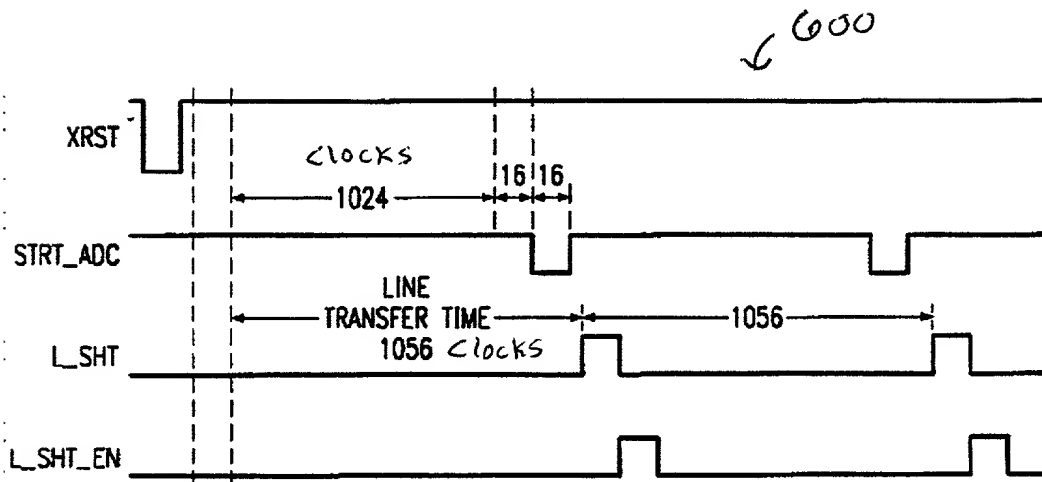 600
XRST
clocks
16 16
1024
STRT_ADC
LINE
TRANSFER TIME
1056
1056 clocks
L_SHT
L_SHT_EN